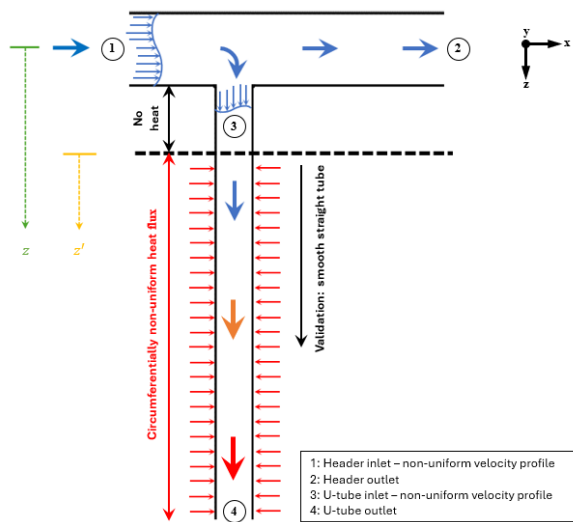 1
2
y
x
z
No
heat
3
z
z′
Circumferentially non-uniform heat flux
Validation: smooth straight tube
4
1: Header inlet – non-uniform velocity profile
2: Header outlet
3: U-tube inlet – non-uniform velocity profile
4: U-tube outlet